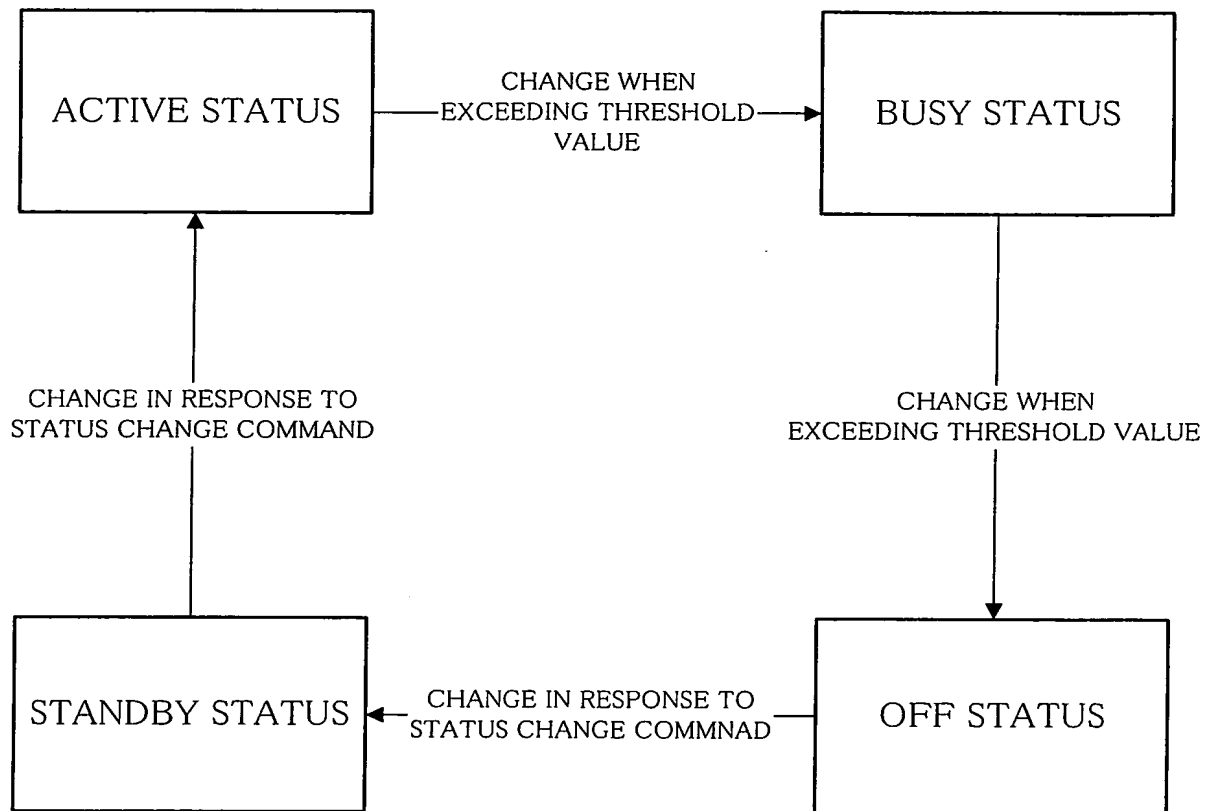 ACTIVE STATUS
CHANGE WHEN
EXCEEDING THRESHOLD
VALUE
BUSY STATUS
CHANGE IN RESPONSE TO
STATUS CHANGE COMMAND
CHANGE WHEN
EXCEEDING THRESHOLD VALUE
STANDBY STATUS
CHANGE IN RESPONSE TO
STATUS CHANGE COMMNAD
OFF STATUS